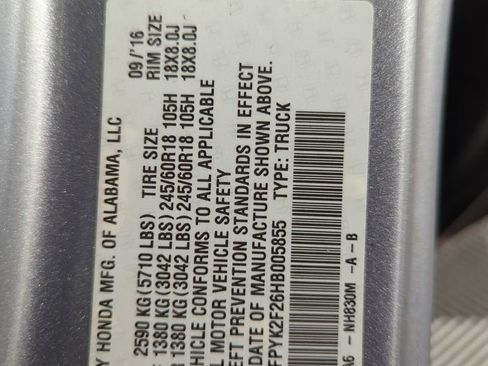 Y HONDA MFG. OF ALABAMA, LLC 09/'16
2590 KG(5710 LBS) TIRE SIZE RIM SIZE
1380 KG(3042 LBS) 245/60R18 105H 18X8.0J
G 1380 KG(3042 LBS) 245/60R18 105H 18X8.0J
HICLE CONFORMS TO ALL APPLICABLE
L MOTOR VEHICLE SAFETY
EFT PREVENTION STANDARDS IN EFFECT
DATE OF MANUFACTURE SHOWN ABOVE.
FPYK2F26HB005855 TYPE: TRUCK
A6 - NH830M -A -B